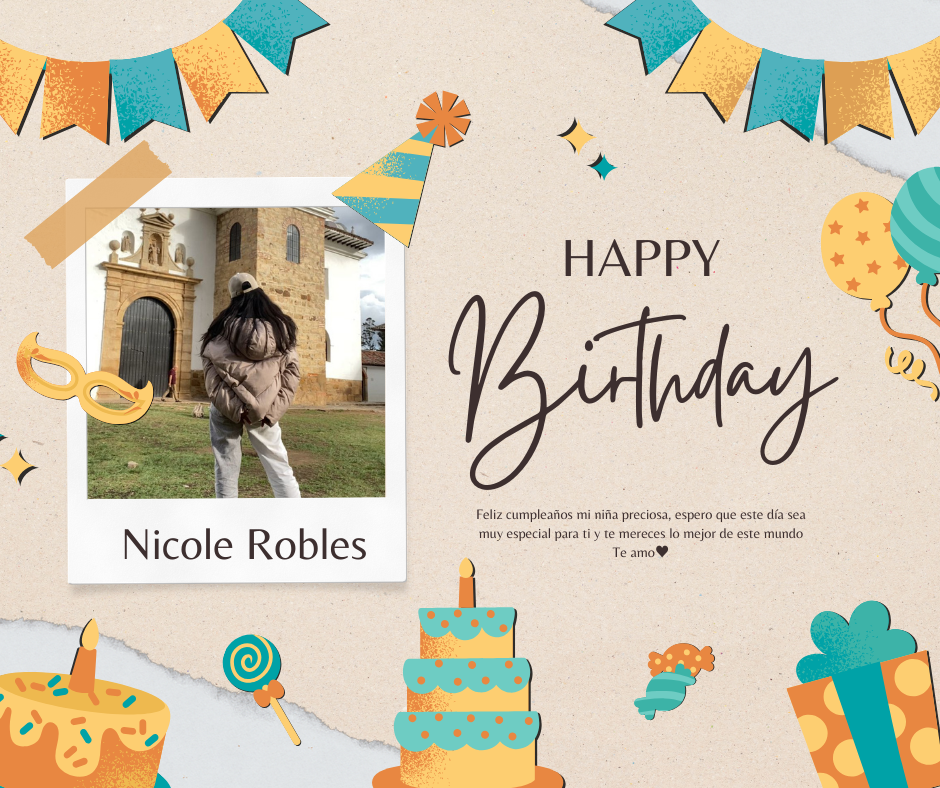 HAPPY
Birthday
Feliz cumpleaños mi niña preciosa, espero que este día sea
muy especial para ti y te mereces lo mejor de este mundo
Te amo♥
Nicole Robles